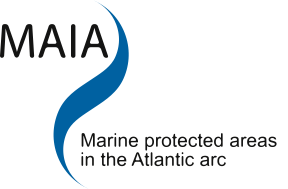 MAIA
Marine protected areas
in the Atlantic arc